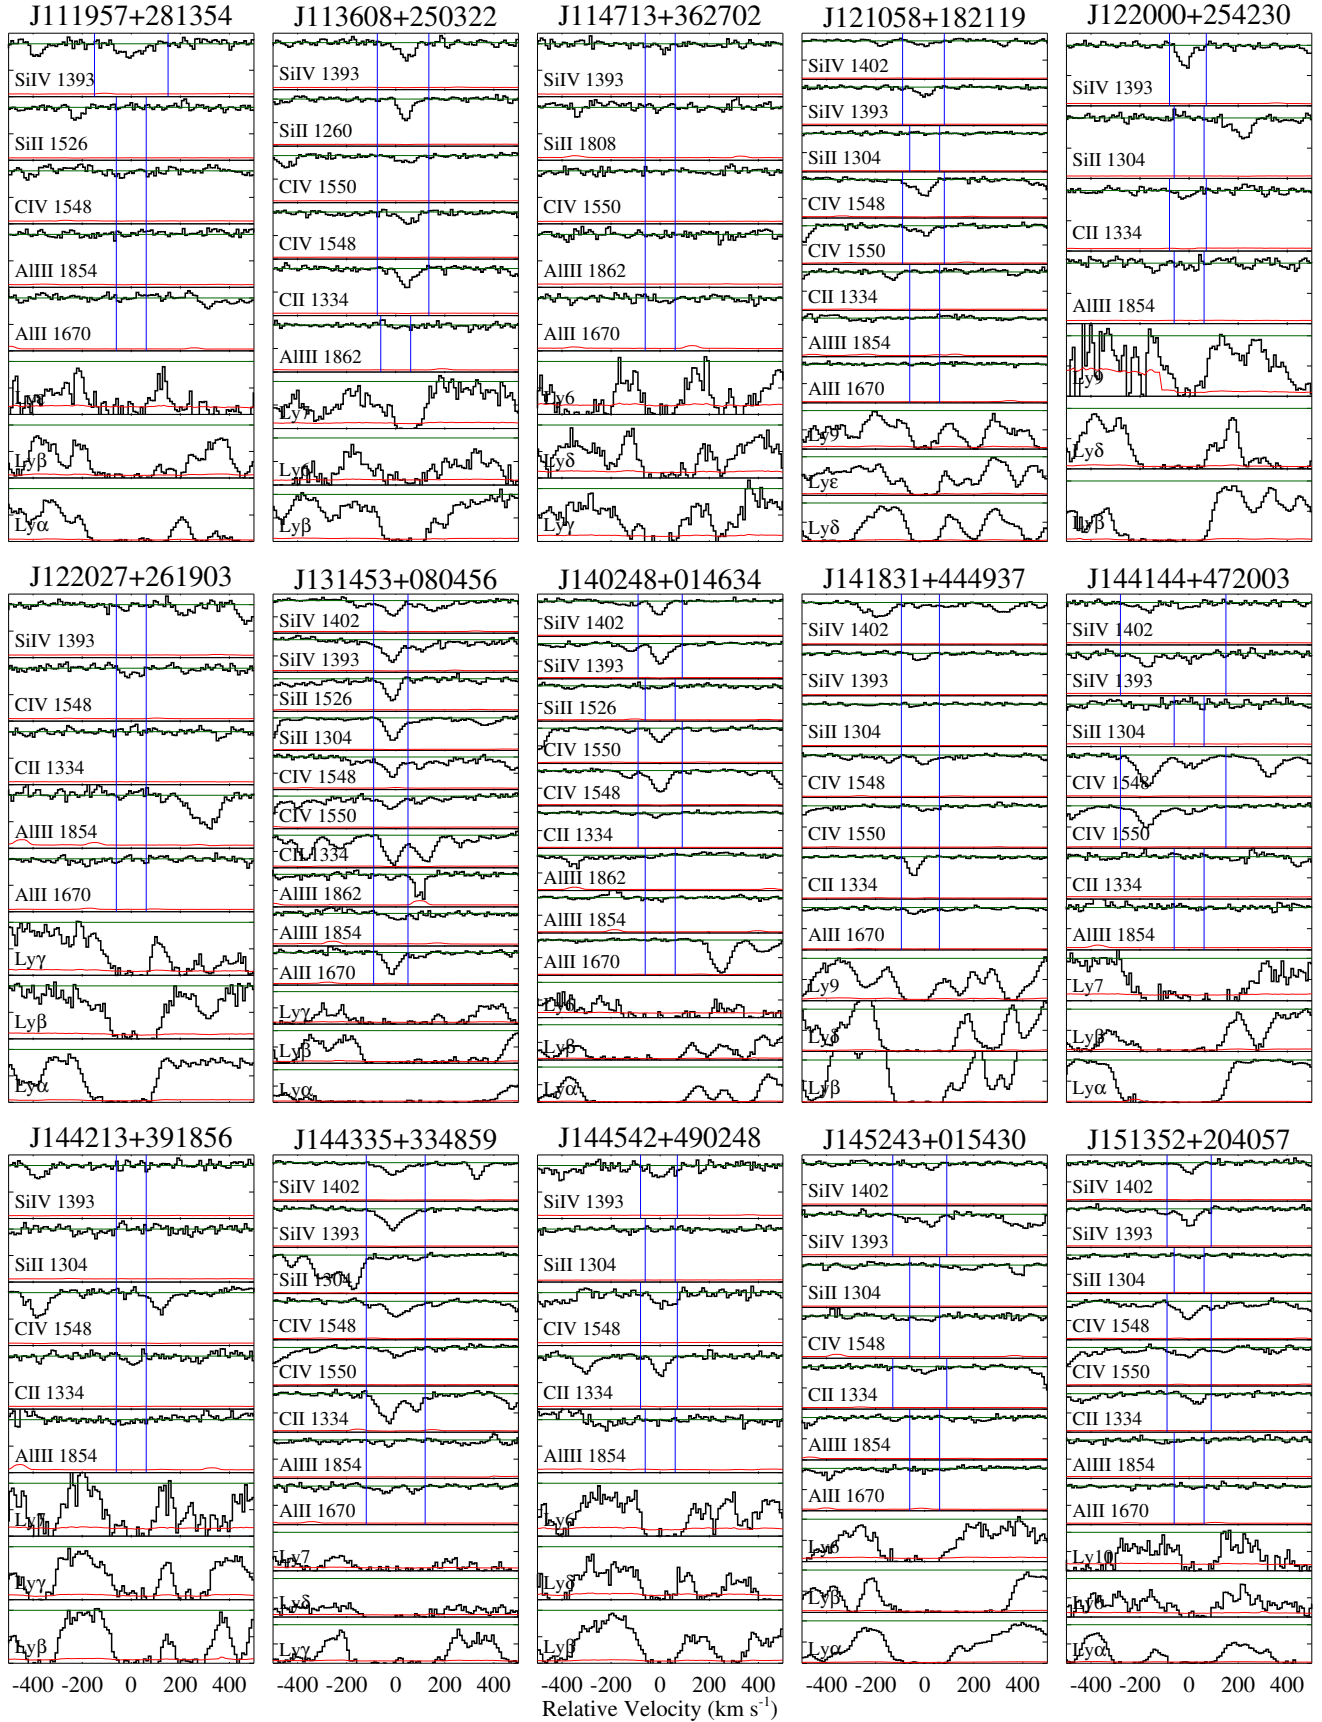 J111957+281354
SiIV 1393
SiII 1526
CIV 1548
AlIII 1854
AlII 1670
Lyβ
Lyα
J113608+250322
SiIV 1393
SiII 1260
CIV 1550
CIV 1548
CII 1334
AlIII 1862
Ly7
Ly6
Lyβ
J114713+362702
SiIV 1393
SiII 1808
CIV 1550
AlIII 1862
AlII 1670
Ly6
Lyδ
Lyγ
J121058+182119
SiIV 1402
SiIV 1393
SiII 1304
CIV 1548
CIV 1550
CII 1334
AlIII 1854
AlII 1670
Ly9
Lyε
Lyδ
J122000+254230
SiIV 1393
SiII 1304
CII 1334
AlIII 1854
Ly9
Lyδ
Lyβ
J122027+261903
SiIV 1393
CIV 1548
CII 1334
AlIII 1854
AlII 1670
Lyγ
Lyβ
Lyα
J131453+080456
SiIV 1402
SiIV 1393
SiII 1526
SiII 1304
CIV 1548
CIV 1550
CII 1334
AlIII 1862
AlIII 1854
AlII 1670
Lyγ
Lyβ
Lyα
J140248+014634
SiIV 1402
SiIV 1393
SiII 1526
CIV 1550
CIV 1548
CII 1334
AlIII 1862
AlIII 1854
AlII 1670
Ly6
Lyβ
Lyα
J141831+444937
SiIV 1402
SiIV 1393
SiII 1304
CIV 1548
CIV 1550
CII 1334
AlII 1670
Ly9
Lyδ
Lyβ
J144144+472003
SiIV 1402
SiIV 1393
SiII 1304
CIV 1548
CIV 1550
CII 1334
AlIII 1854
Ly7
Lyβ
Lyα
J144213+391856
SiIV 1393
SiII 1304
CIV 1548
CII 1334
AlIII 1854
Ly7
Lyγ
Lyβ
-400 -200 0 200 400
J144335+334859
SiIV 1402
SiIV 1393
SiII 1304
CIV 1548
CIV 1550
CII 1334
AlIII 1854
AlII 1670
Ly7
Lyδ
Lyγ
-400 -200 0 200 400
J144542+490248
SiIV 1393
SiII 1304
CIV 1548
CII 1334
AlIII 1854
Ly6
Lyδ
Lyβ
-400 -200 0 200 400
J145243+015430
SiIV 1402
SiIV 1393
SiII 1304
CIV 1548
CII 1334
AlIII 1854
AlII 1670
Ly6
Lyβ
Lyα
-400 -200 0 200 400
J151352+204057
SiIV 1402
SiIV 1393
SiII 1304
CIV 1548
CIV 1550
CII 1334
AlIII 1854
AlII 1670
Ly10
Ly6
Lyα
-400 -200 0 200 400
Relative Velocity (km s⁻¹)